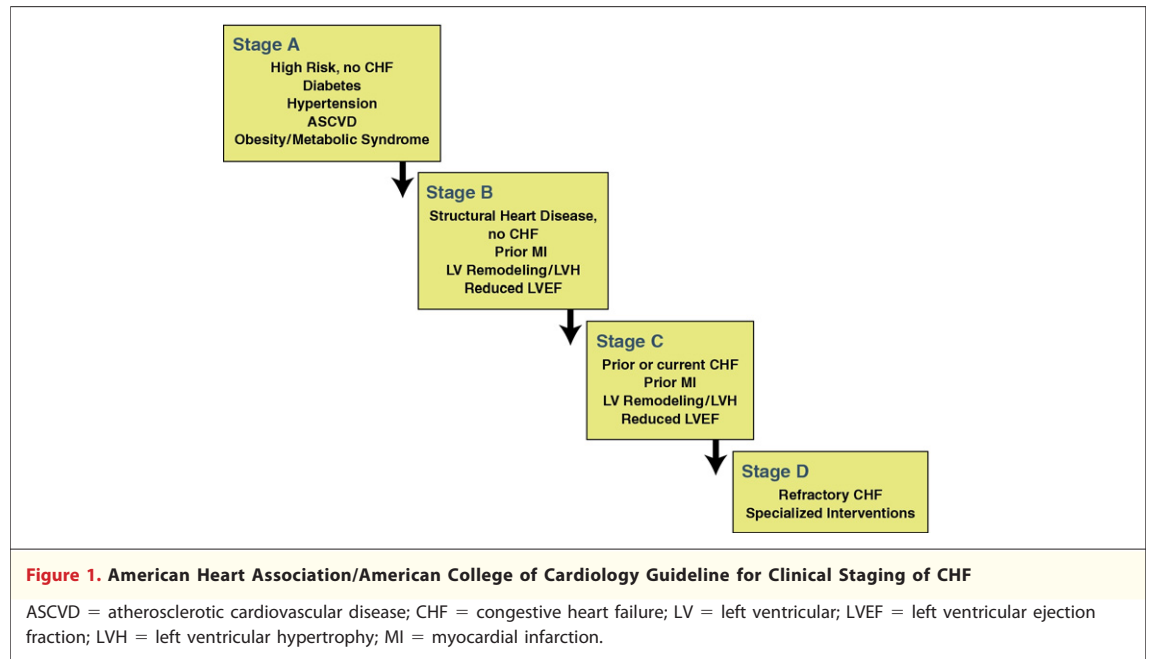 Stage A
High Risk, no CHF
Diabetes
Hypertension
ASCVD
Obesity/Metabolic Syndrome
Stage B
Structural Heart Disease,
no CHF
Prior MI
LV Remodeling/LVH
Reduced LVEF
Stage C
Prior or current CHF
Prior MI
LV Remodeling/LVH
Reduced LVEF
Stage D
Refractory CHF
Specialized Interventions
Figure 1. American Heart Association/American College of Cardiology Guideline for Clinical Staging of CHF
ASCVD = atherosclerotic cardiovascular disease; CHF = congestive heart failure; LV = left ventricular; LVEF = left ventricular ejection
fraction; LVH = left ventricular hypertrophy; MI = myocardial infarction.